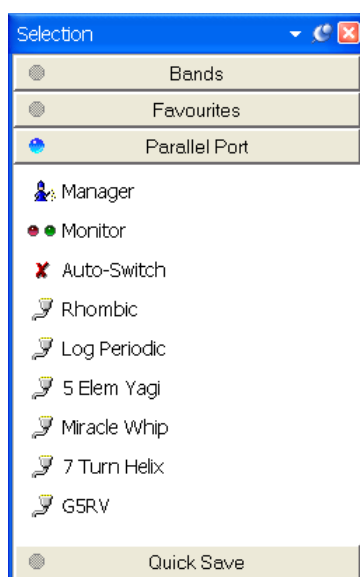 Selection
Bands
Favourites
Parallel Port
Manager
Monitor
Auto-Switch
Rhombic
Log Periodic
5 Elem Yagi
Miracle Whip
7 Turn Helix
G5RV
Quick Save